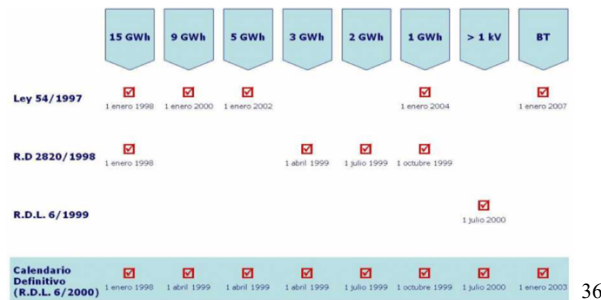 15 GWh 9 GWh 5 GWh 3 GWh 2 GWh 1 GWh > 1 kV BT
Ley 54/1997
1 enero 1998 1 enero 2000 1 enero 2002 1 enero 2004 1 enero 2007
R.D 2820/1998
1 enero 1998 1 abril 1999 1 julio 1999 1 octubre 1999
R.D.L. 6/1999
1 julio 2000
Calendario
Definitivo
(R.D.L. 6/2000) 1 enero 1998 1 abril 1999 1 abril 1999 1 abril 1999 1 julio 1999 1 octubre 1999 1 julio 2000 1 enero 2003
36